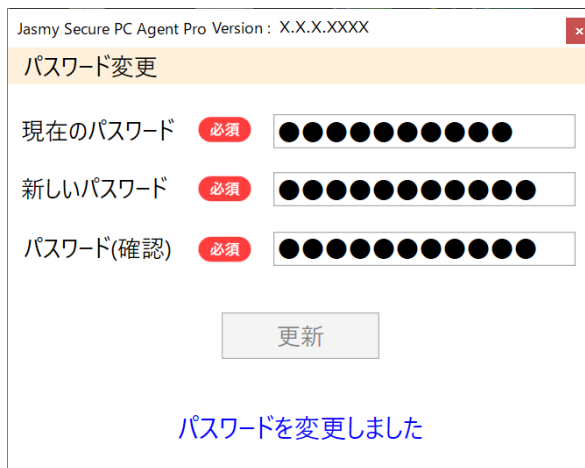 Jasmy Secure PC Agent Pro Version : X.X.X.XXXX
x
パスワード変更
現在のパスワード 必須 ●●●●●●●●●●
新しいパスワード 必須 ●●●●●●●●●●●
パスワード(確認) 必須 ●●●●●●●●●●●
更新
パスワードを変更しました